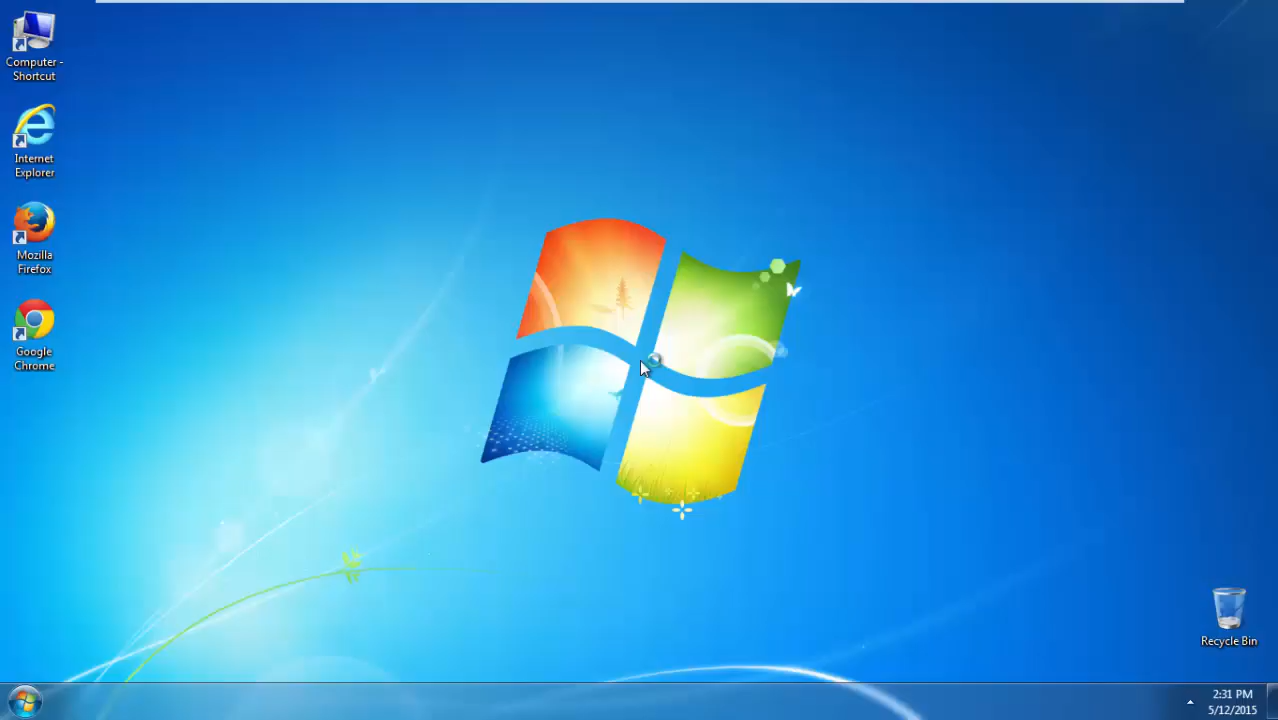 Computer -
Shortcut
Internet
Explorer
Mozilla
Firefox
Google
Chrome
Recycle Bin
2:31 PM
5/12/2015